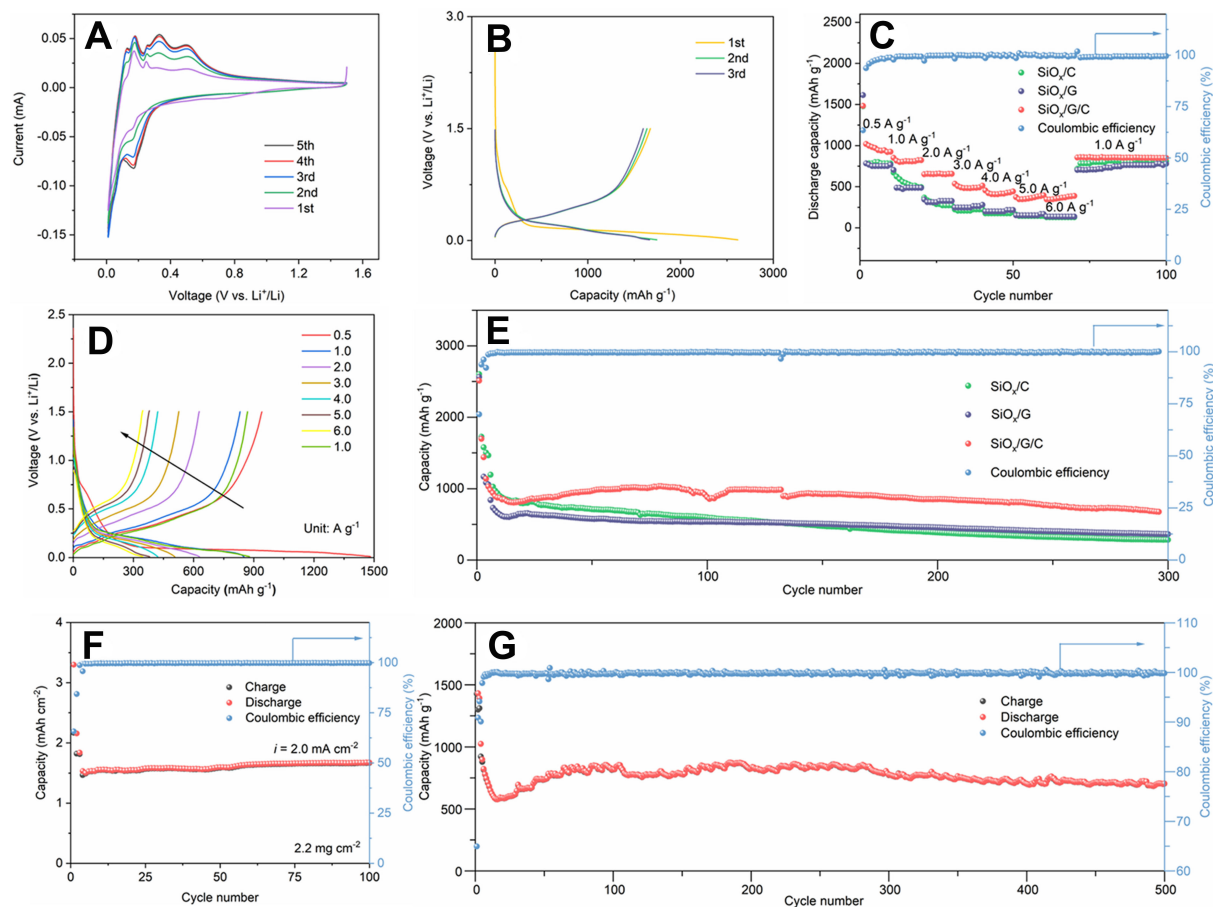 A
Current (mA)
0.05
0.00
-0.05
-0.10
-0.15
5th
4th
3rd
2nd
1st
0.0 0.4 0.8 1.2 1.6
Voltage (V vs. Li⁺/Li)
B
Voltage (V vs. Li⁺/Li)
3.0
1.5
0.0
1st
2nd
3rd
0 1000 2000 3000
Capacity (mAh g⁻¹)
C
Discharge capacity (mAh g⁻¹)
2500
2000
1500
1000
500
0
SiOₓ/C
SiOₓ/G
SiOₓ/G/C
Coulombic efficiency
0.5 A g⁻¹
1.0 A g⁻¹
2.0 A g⁻¹
3.0 A g⁻¹
4.0 A g⁻¹
5.0 A g⁻¹
6.0 A g⁻¹
1.0 A g⁻¹
100
75
50
25
0
Coulombic efficiency (%)
0 50 100
Cycle number
D
Voltage (V vs. Li⁺/Li)
2.5
2.0
1.5
1.0
0.5
0.0
0.5
1.0
2.0
3.0
4.0
5.0
6.0
1.0
Unit: A g⁻¹
0 300 600 900 1200 1500
Capacity (mAh g⁻¹)
E
Capacity (mAh g⁻¹)
3000
2000
1000
0
SiOₓ/C
SiOₓ/G
SiOₓ/G/C
Coulombic efficiency
100
75
50
25
0
Coulombic efficiency (%)
0 100 200 300
Cycle number
F
Capacity (mAh cm⁻²)
4
3
2
1
0
Charge
Discharge
Coulombic efficiency
i = 2.0 mA cm⁻²
2.2 mg cm⁻²
100
75
50
25
0
Coulombic efficiency (%)
0 25 50 75 100
Cycle number
G
Capacity (mAh g⁻¹)
2000
1500
1000
500
0
Charge
Discharge
Coulombic efficiency
110
100
90
80
70
65
60
Coulombic efficiency (%)
0 100 200 300 400 500
Cycle number